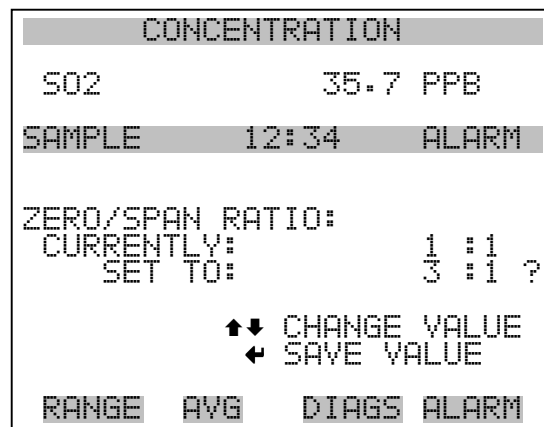 CONCENTRATION
SO2 35.7 PPB
SAMPLE 12:34 ALARM
ZERO/SPAN RATIO:
CURRENTLY: 1 :1
SET TO: 3 :1 ?
CHANGE VALUE
SAVE VALUE
RANGE AVG DIAGS ALARM